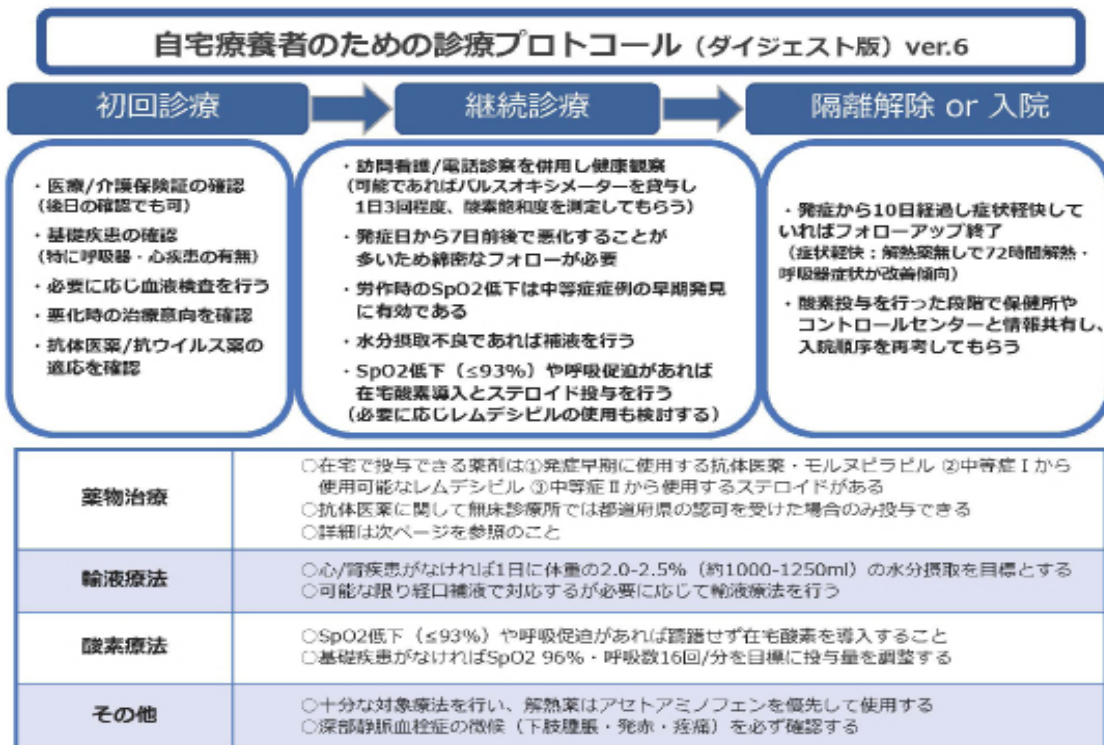 自宅療養者のための診療プロトコール（ダイジェスト版）ver.6
初回診療
継続診療
隔離解除 or 入院
・医療/介護保険証の確認
（後日の確認でも可）
・基礎疾患の確認
（特に呼吸器・心疾患の有無）
・必要に応じ血液検査を行う
・悪化時の治療意向を確認
・抗体医薬/抗ウイルス薬の
適応を確認
・訪問看護/電話診察を併用し健康観察
（可能であればパルスオキシメーターを貸与し
1日3回程度、酸素飽和度を測定してもらう）
・発症日から7日前後で悪化することが
多いため綿密なフォローが必要
・労作時のSpO2低下は中等症症例の早期発見
に有効である
・水分摂取不良であれば補液を行う
・SpO2低下（≤93%）や呼吸促迫があれば
在宅酸素導入とステロイド投与を行う
（必要に応じレムデシビルの使用も検討する）
・発症から10日経過し症状軽快して
いればフォローアップ終了
（症状軽快：解熱薬無しで72時間解熱・
呼吸器症状が改善傾向）
・酸素投与を行った段階で保健所や
コントロールセンターと情報共有し、
入院順序を再考してもらう
薬物治療
○在宅で投与できる薬剤は①発症早期に使用する抗体医薬・モルヌピラビル ②中等症Ⅰから
使用可能なレムデシビル ③中等症Ⅱから使用するステロイドがある
○抗体医薬に関して無床診療所では都道府県の認可を受けた場合のみ投与できる
○詳細は次ページを参照のこと
輸液療法
○心/腎疾患がなければ1日に体重の2.0-2.5%（約1000-1250ml）の水分摂取を目標とする
○可能な限り経口補液で対応するが必要に応じて輸液療法を行う
酸素療法
○SpO2低下（≤93%）や呼吸促迫があれば躊躇せず在宅酸素を導入すること
○基礎疾患がなければSpO2 96%・呼吸数16回/分を目標に投与量を調整する
その他
○十分な対象療法を行い、解熱薬はアセトアミノフェンを優先して使用する
○深部静脈血栓症の徴候（下肢腫脹・発赤・疼痛）を必ず確認する